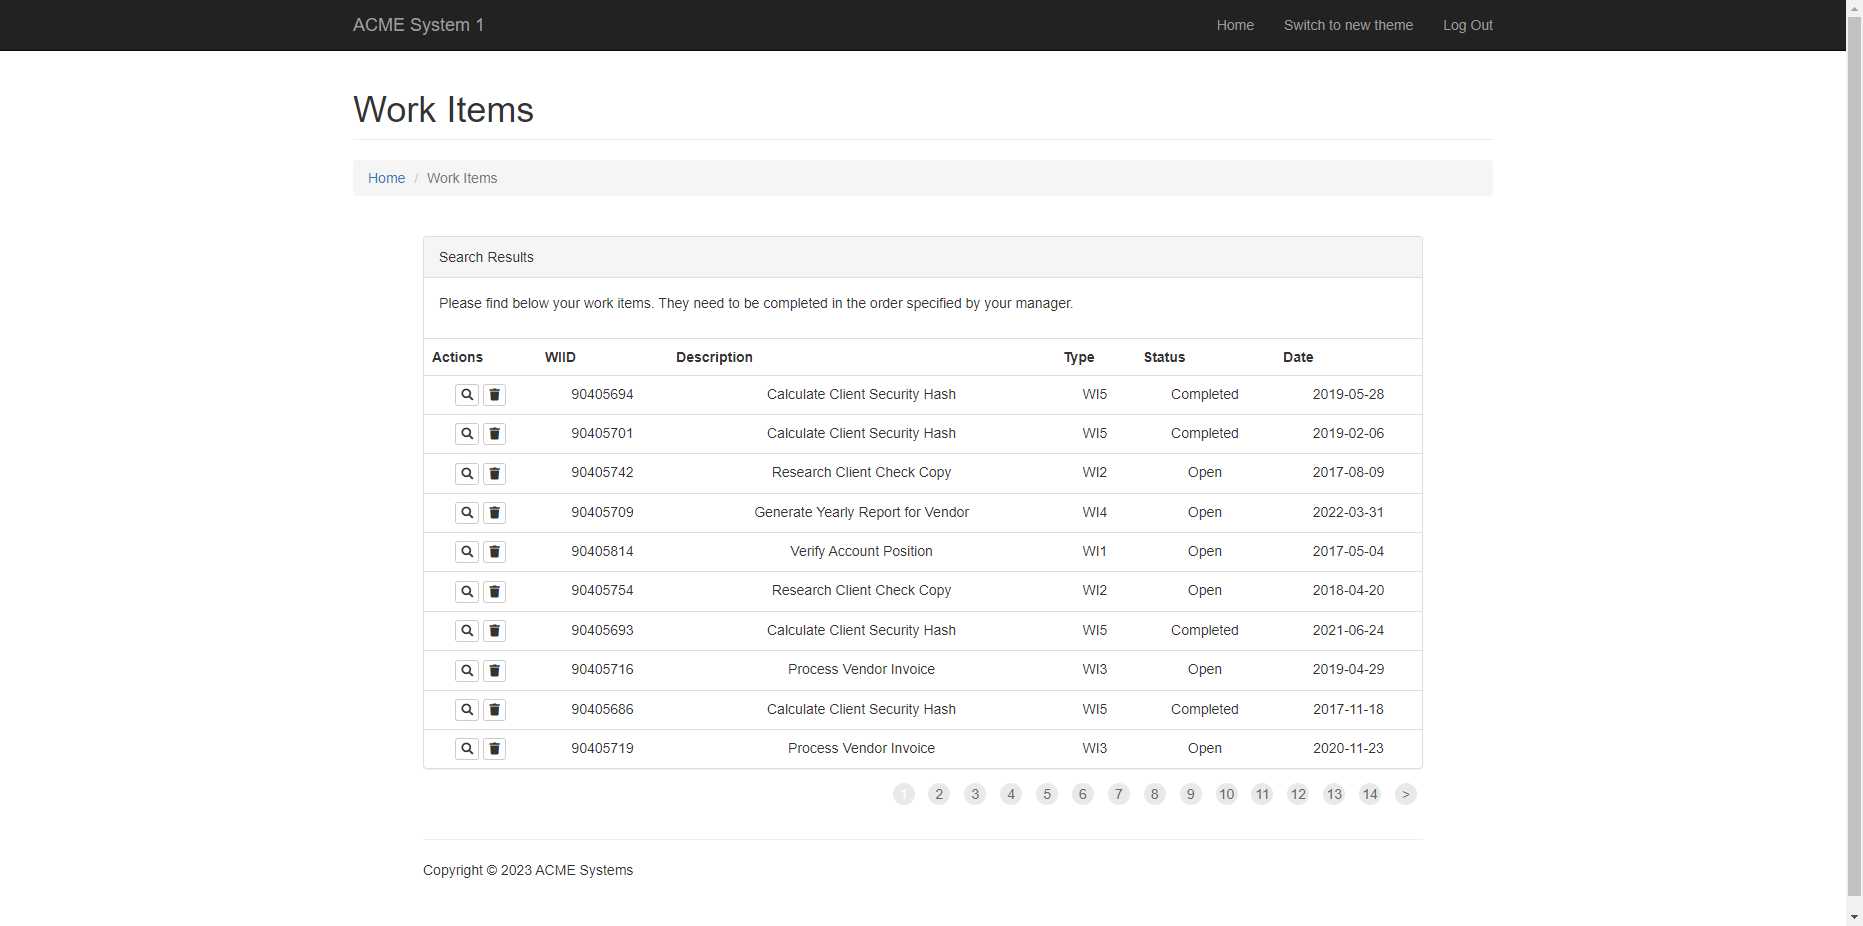 ACME System 1 Home Switch to new theme Log Out
Work Items
Home / Work Items
Search Results
Please find below your work items. They need to be completed in the order specified by your manager.
Actions WIID Description Type Status Date
90405694 Calculate Client Security Hash WI5 Completed 2019-05-28
90405701 Calculate Client Security Hash WI5 Completed 2019-02-06
90405742 Research Client Check Copy WI2 Open 2017-08-09
90405709 Generate Yearly Report for Vendor WI4 Open 2022-03-31
90405814 Verify Account Position WI1 Open 2017-05-04
90405754 Research Client Check Copy WI2 Open 2018-04-20
90405693 Calculate Client Security Hash WI5 Completed 2021-06-24
90405716 Process Vendor Invoice WI3 Open 2019-04-29
90405686 Calculate Client Security Hash WI5 Completed 2017-11-18
90405719 Process Vendor Invoice WI3 Open 2020-11-23
1 2 3 4 5 6 7 8 9 10 11 12 13 14 >
Copyright © 2023 ACME Systems